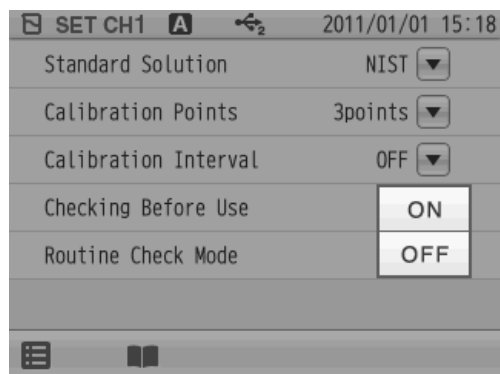 SET CH1 A 2 2011/01/01 15:18
Standard Solution NIST
Calibration Points 3points
Calibration Interval OFF
Checking Before Use ON
Routine Check Mode OFF